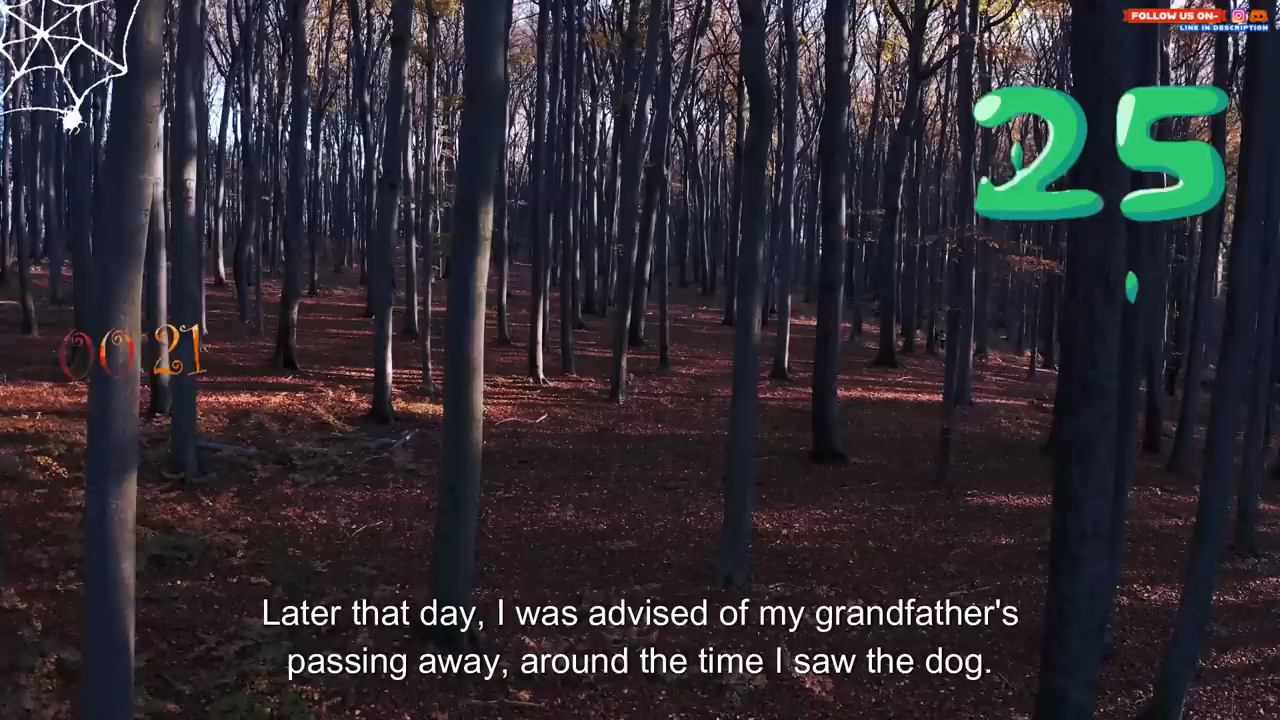 FOLLOW US ON-
LINK IN DESCRIPTION
25
00:21
Later that day, I was advised of my grandfather's
passing away, around the time I saw the dog.